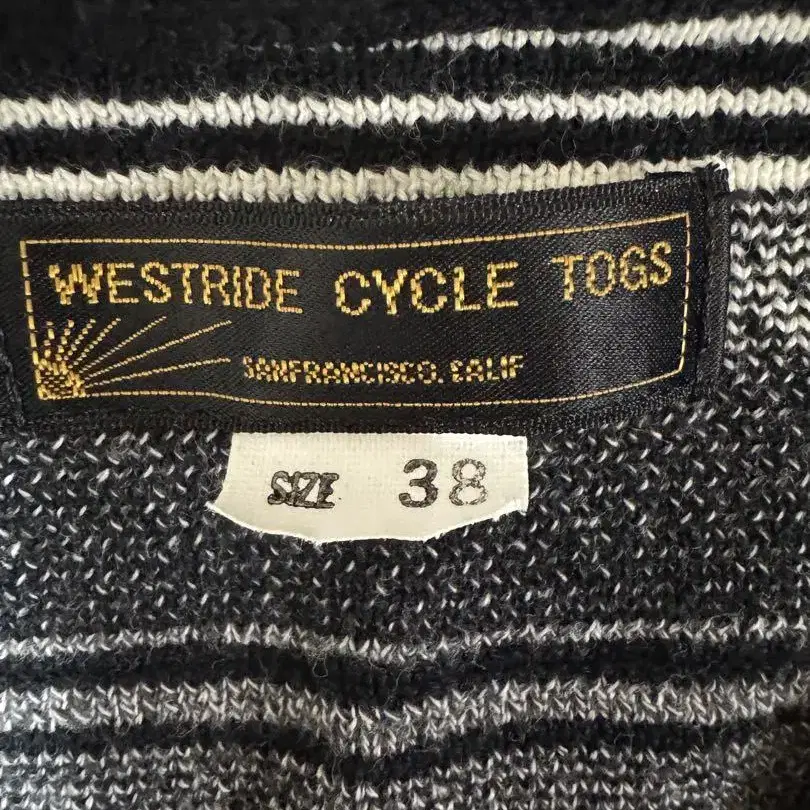 WESTRIDE CYCLE TOGS
SANFRANCISCO. CALIF
SIZE 38